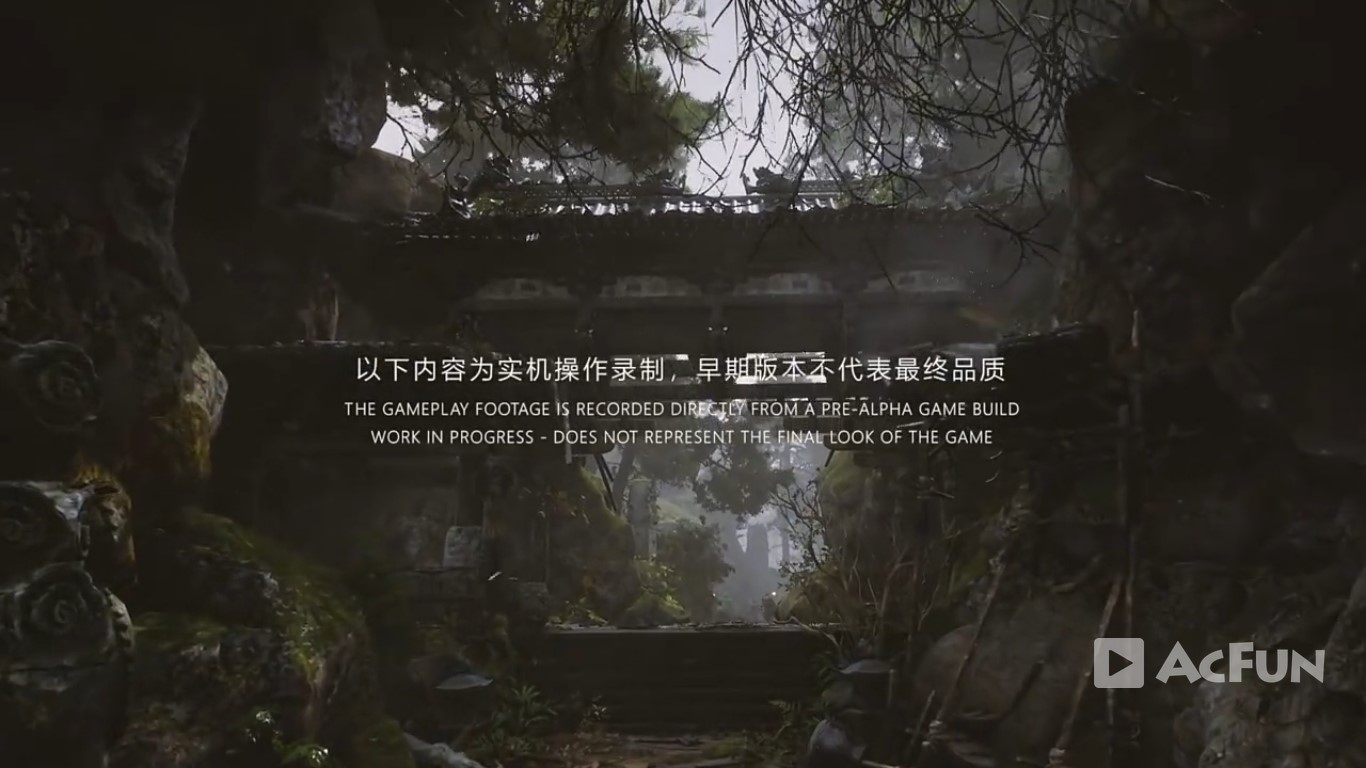 以下内容为实机操作录制，早期版本不代表最终品质
THE GAMEPLAY FOOTAGE IS RECORDED DIRECTLY FROM A PRE-ALPHA GAME BUILD
WORK IN PROGRESS - DOES NOT REPRESENT THE FINAL LOOK OF THE GAME
ACFUN